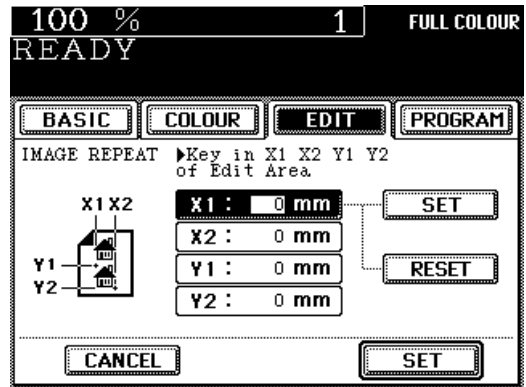 100 % 1 FULL COLOUR
READY
BASIC COLOUR EDIT PROGRAM
IMAGE REPEAT ▶Key in X1 X2 Y1 Y2
of Edit Area
X1 X2 X1 : 0 mm SET
X2 : 0 mm
Y1 Y1 : 0 mm RESET
Y2 Y2 : 0 mm
CANCEL SET